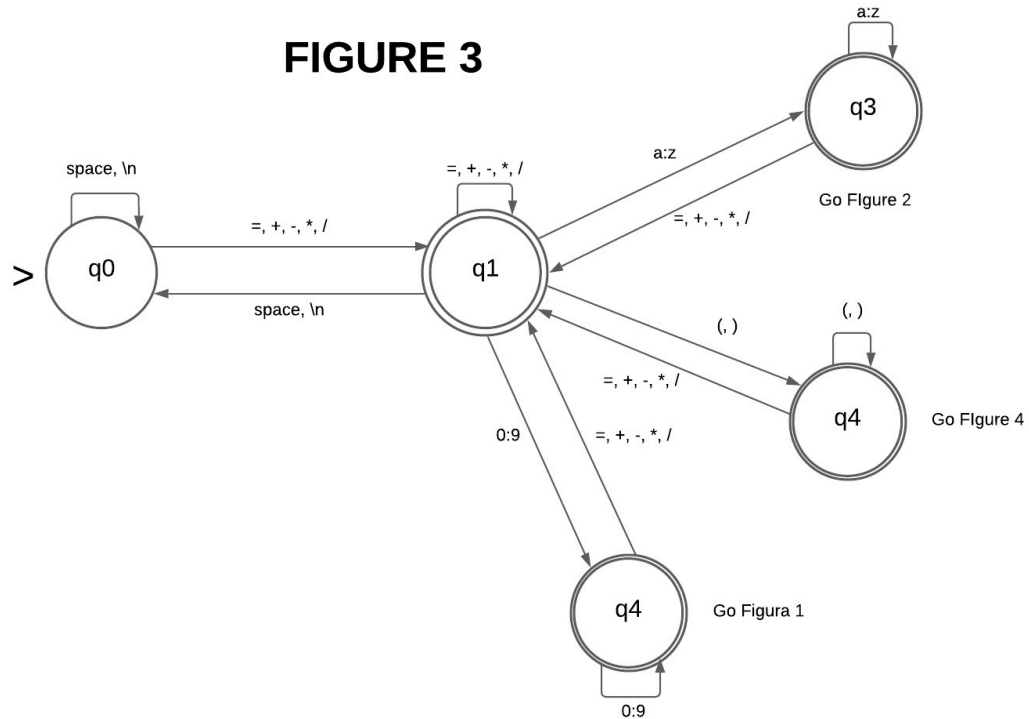 FIGURE 3
a:z
q3
Go FIgure 2
space, \n
=, +, -, *, /
=, +, -, *, /
a:z
=, +, -, *, /
>
q0
q1
space, \n
(, )
(, )
=, +, -, *, /
q4
Go FIgure 4
0:9
=, +, -, *, /
q4
Go Figura 1
0:9